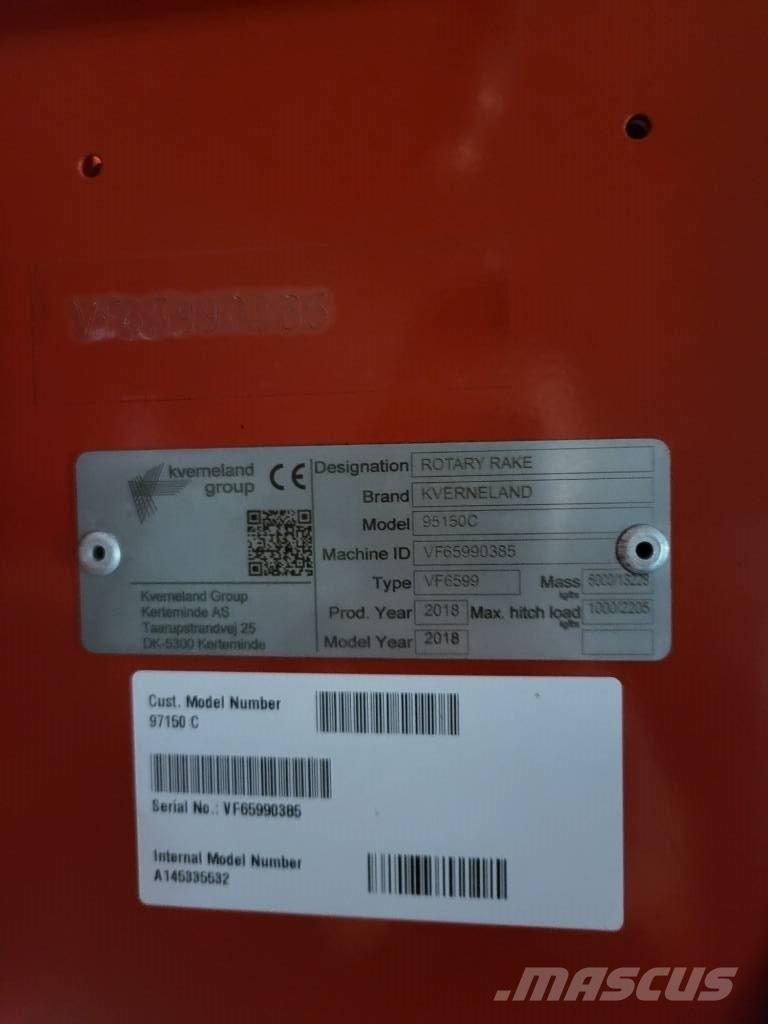 VF65990385
kverneland
group
CE
Designation ROTARY RAKE
Brand KVERNELAND
Model 95150C
Machine ID VF65990385
Type VF6599 Mass kg/lbs 6000/13228
Prod. Year 2018 Max. hitch load kg/lbs 1000/2205
Model Year 2018
Kverneland Group
Kerteminde AS
Taarupstrandvej 25
DK-5300 Kerteminde
Cust. Model Number
97150 C
Serial No.: VF65990385
Internal Model Number
A145335532
MASCUS